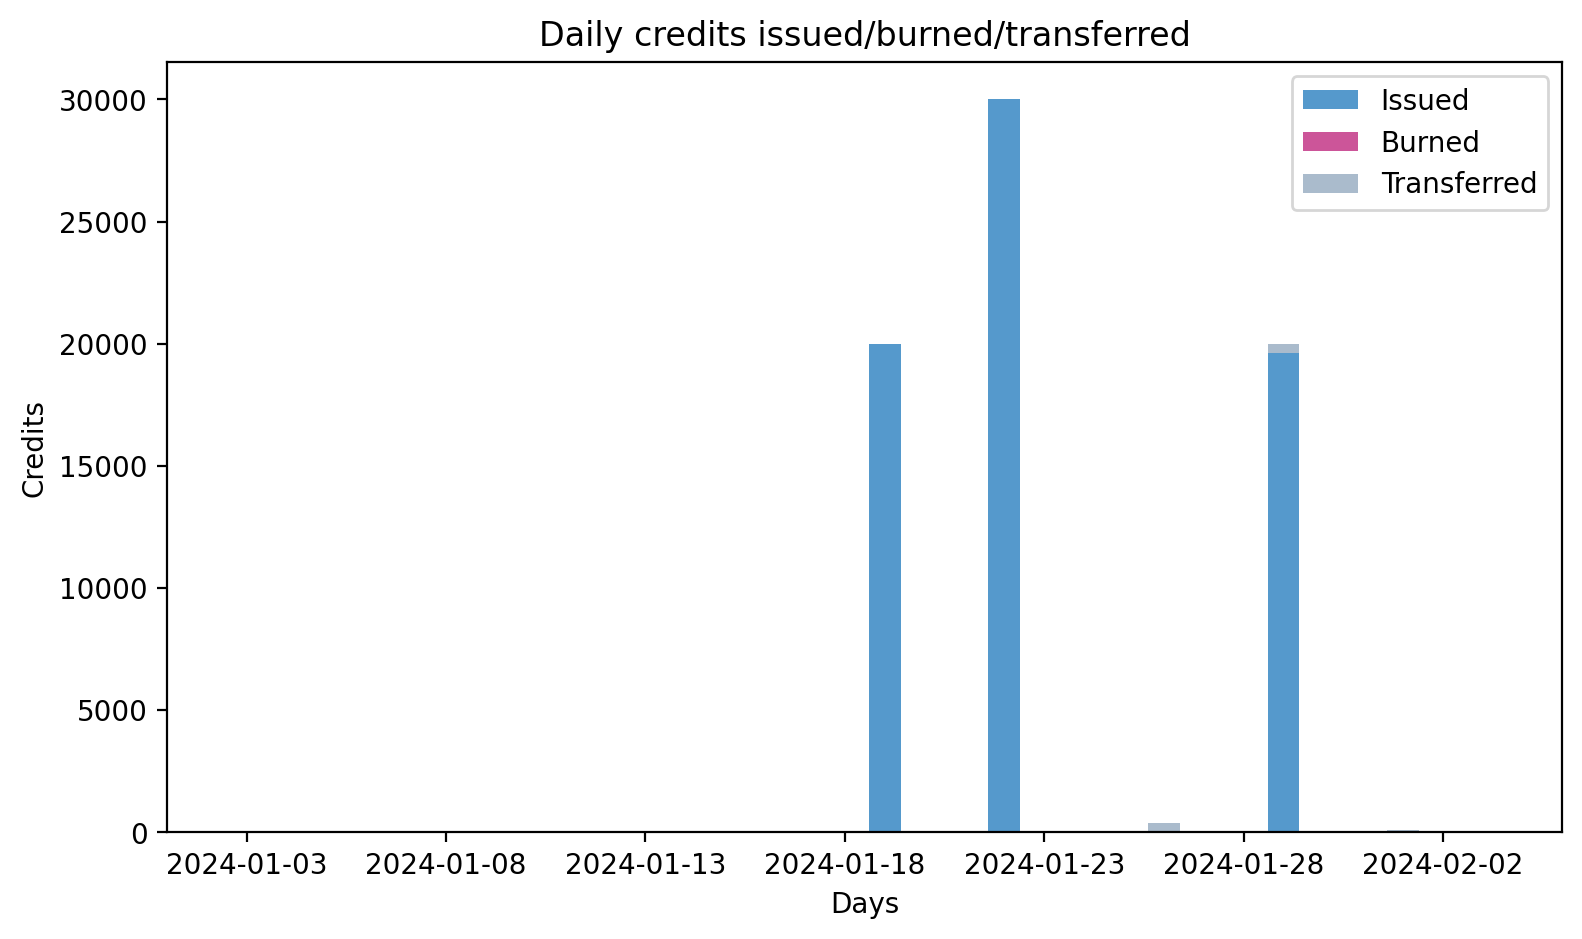 Daily credits issued/burned/transferred
Issued
Burned
Transferred
30000
25000
20000
15000
10000
5000
0
Credits
2024-01-03 2024-01-08 2024-01-13 2024-01-18 2024-01-23 2024-01-28 2024-02-02
Days